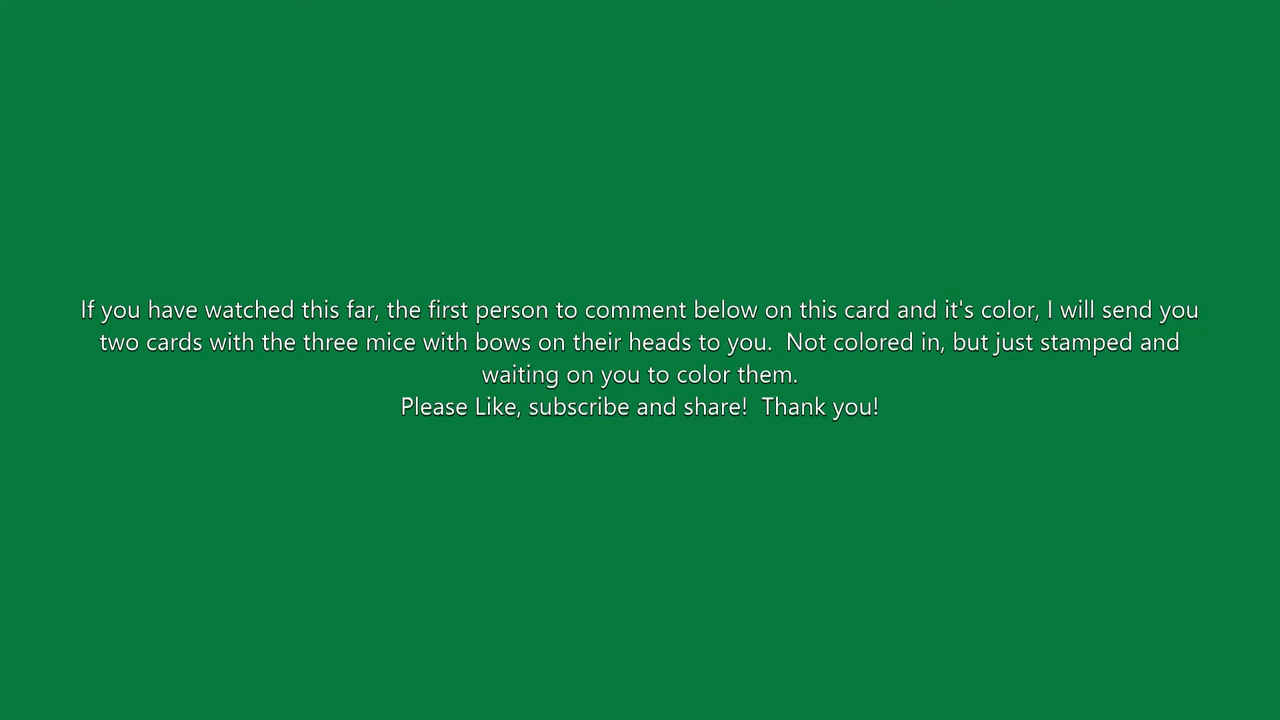 If you have watched this far, the first person to comment below on this card and it's color, I will send you
two cards with the three mice with bows on their heads to you.  Not colored in, but just stamped and
waiting on you to color them.
Please Like, subscribe and share!  Thank you!